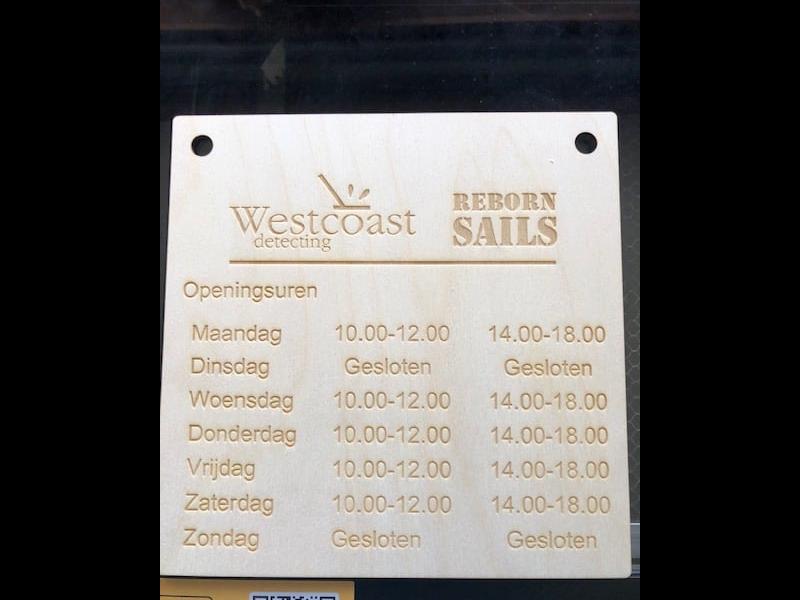 Westcoast REBORN
detecting SAILS
Openingsuren
Maandag 10.00-12.00 14.00-18.00
Dinsdag Gesloten Gesloten
Woensdag 10.00-12.00 14.00-18.00
Donderdag 10.00-12.00 14.00-18.00
Vrijdag 10.00-12.00 14.00-18.00
Zaterdag 10.00-12.00 14.00-18.00
Zondag Gesloten Gesloten